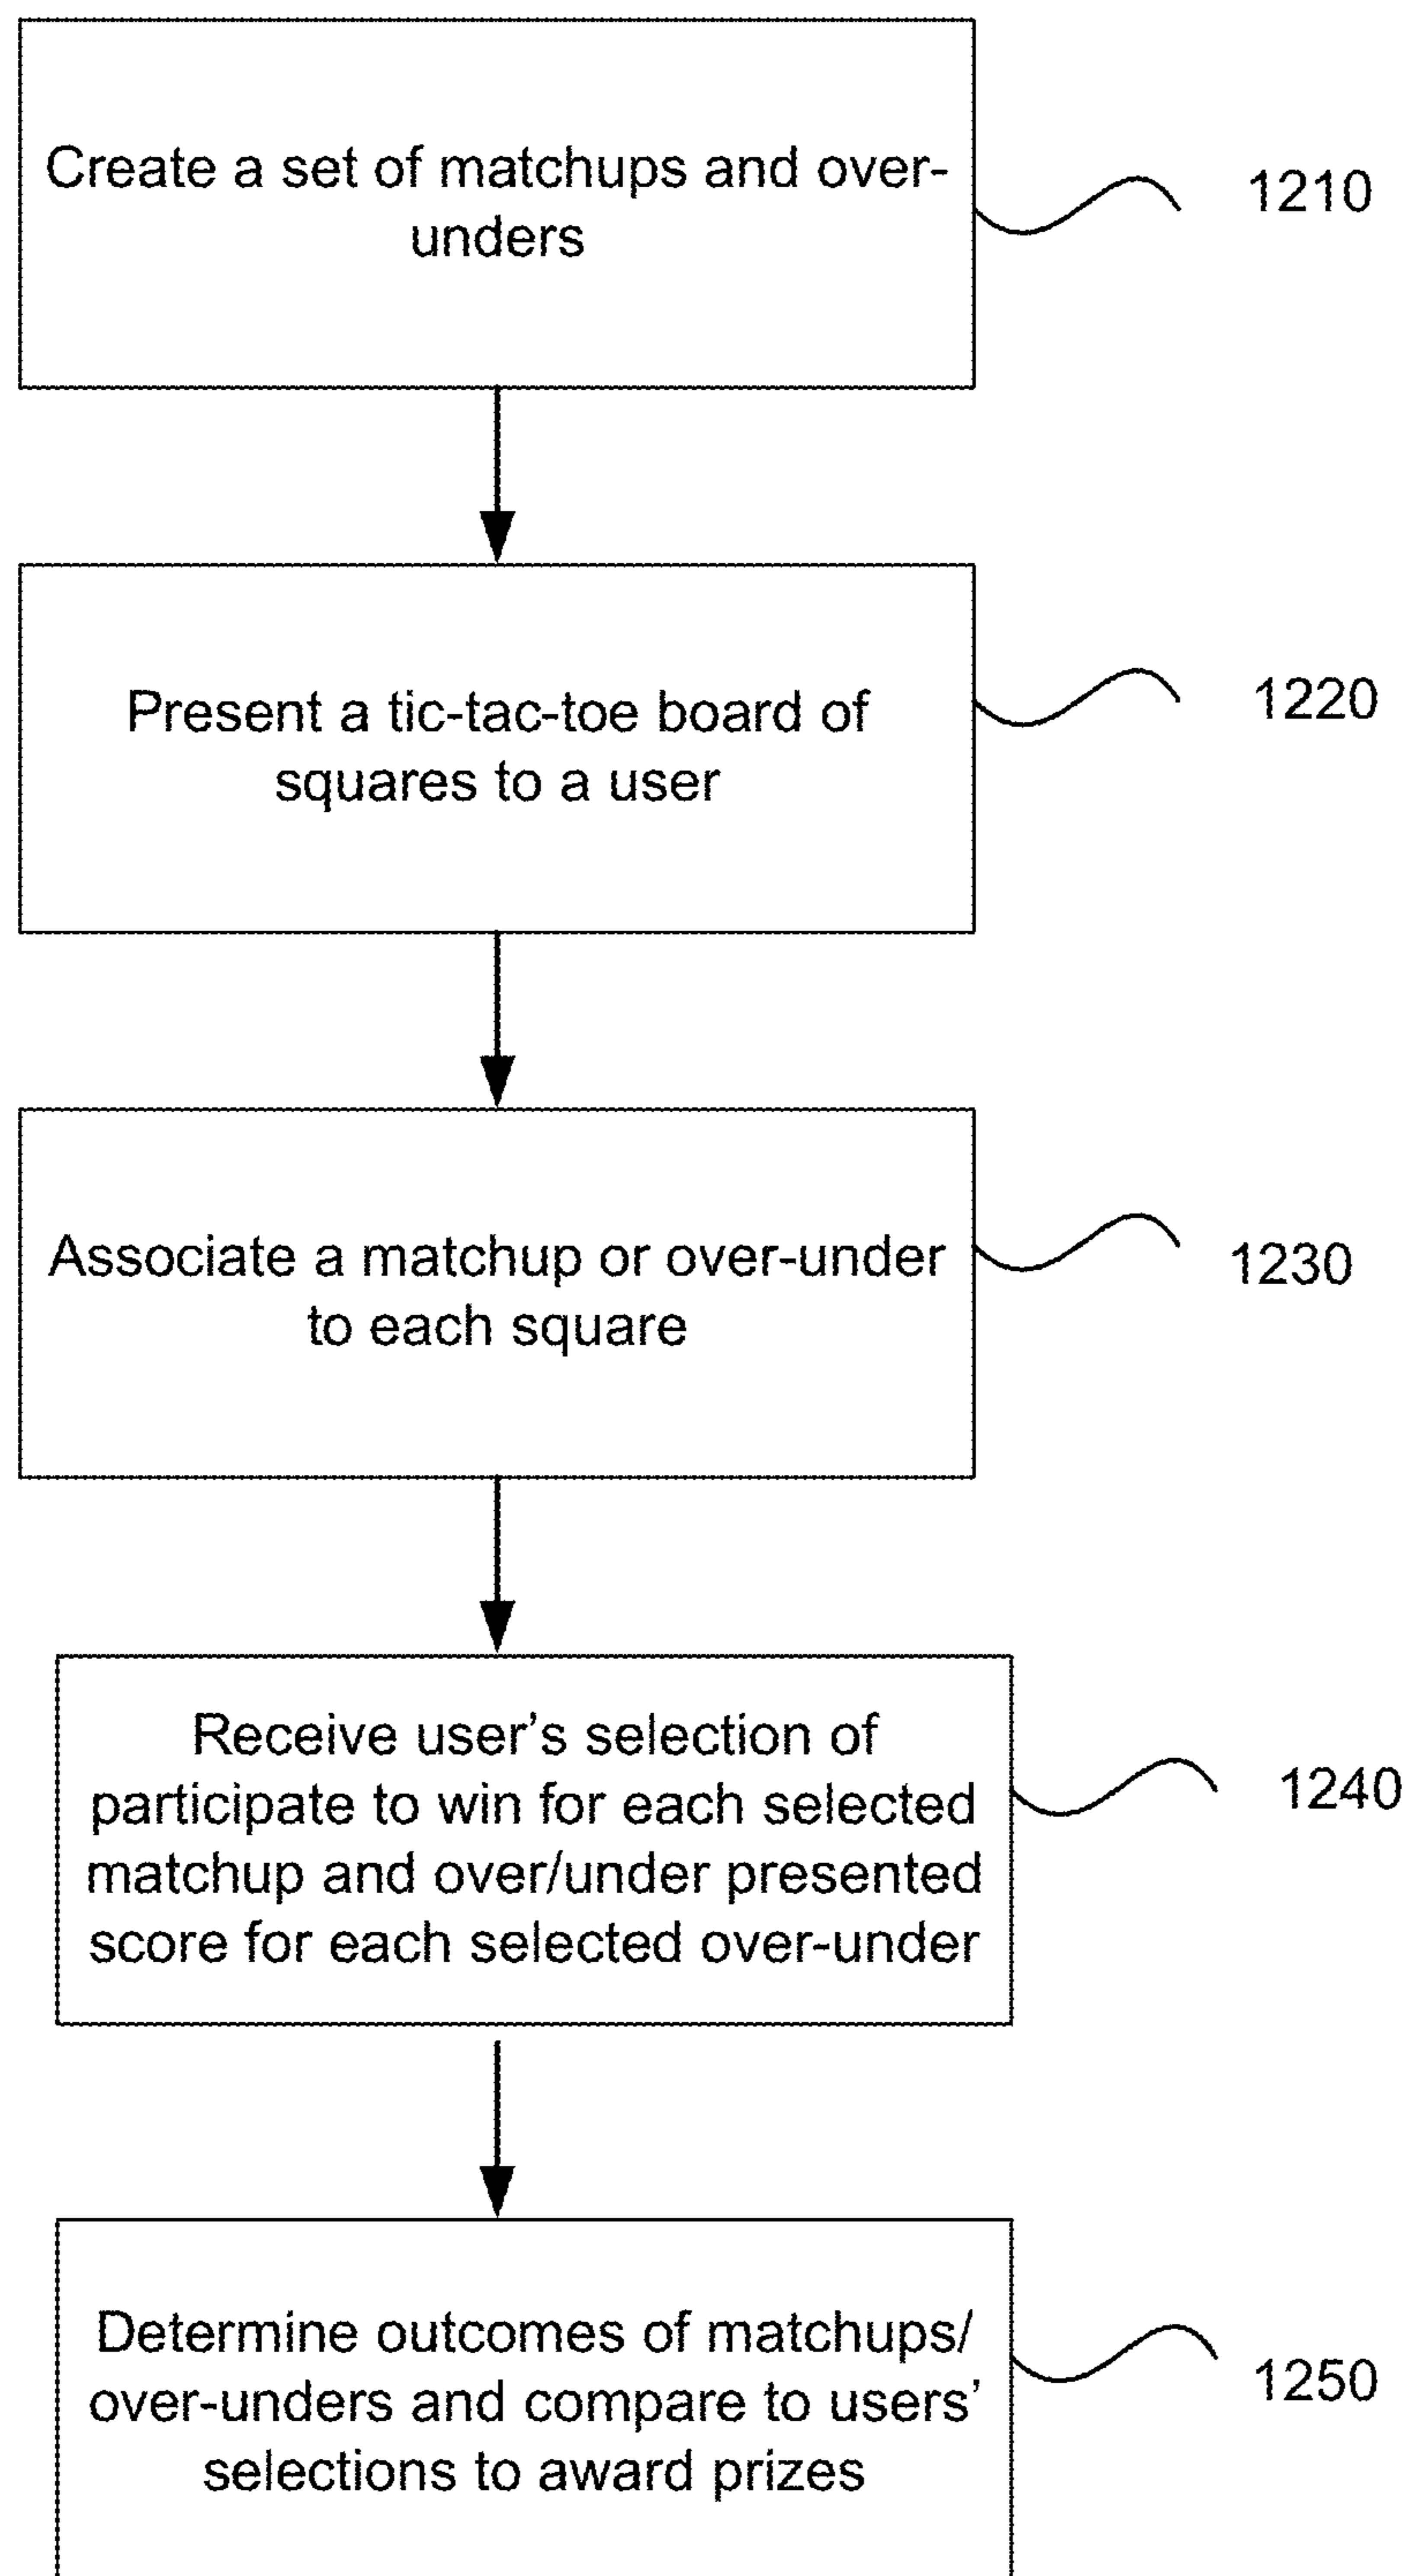 Create a set of matchups and over-
unders
1210
Present a tic-tac-toe board of
squares to a user
1220
Associate a matchup or over-under
to each square
1230
Receive user’s selection of
participate to win for each selected
matchup and over/under presented
score for each selected over-under
1240
Determine outcomes of matchups/
over-unders and compare to users’
selections to award prizes
1250